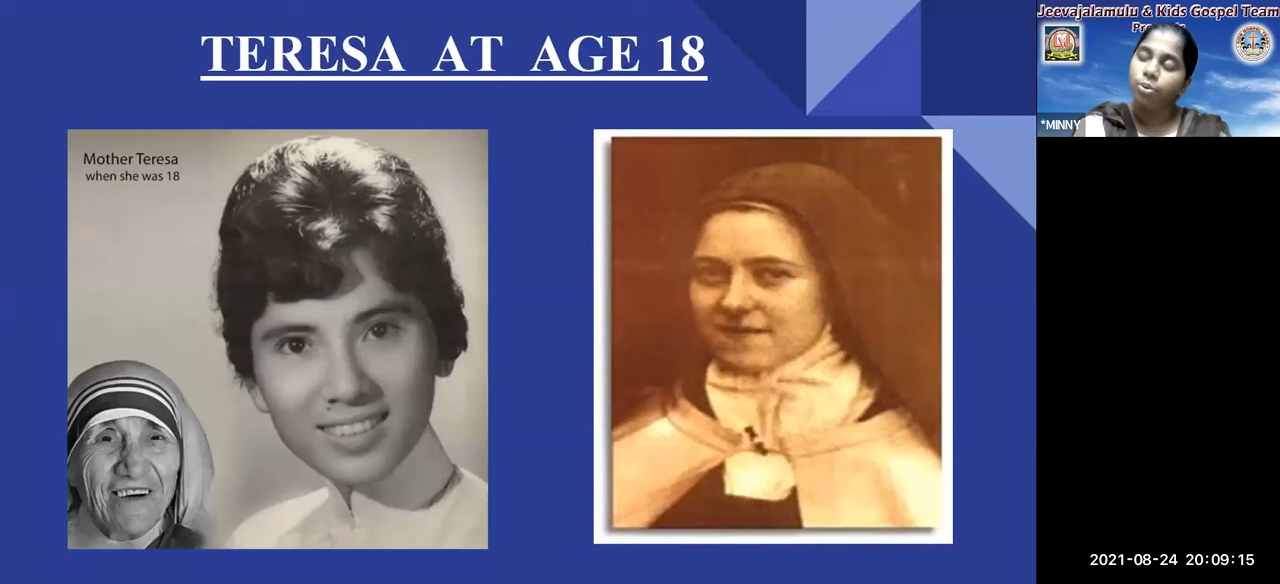 TERESA AT AGE 18
Mother Teresa
when she was 18
Jeevajalamulu & Kids Gospel Team
*MINNY
2021-08-24 20:09:15